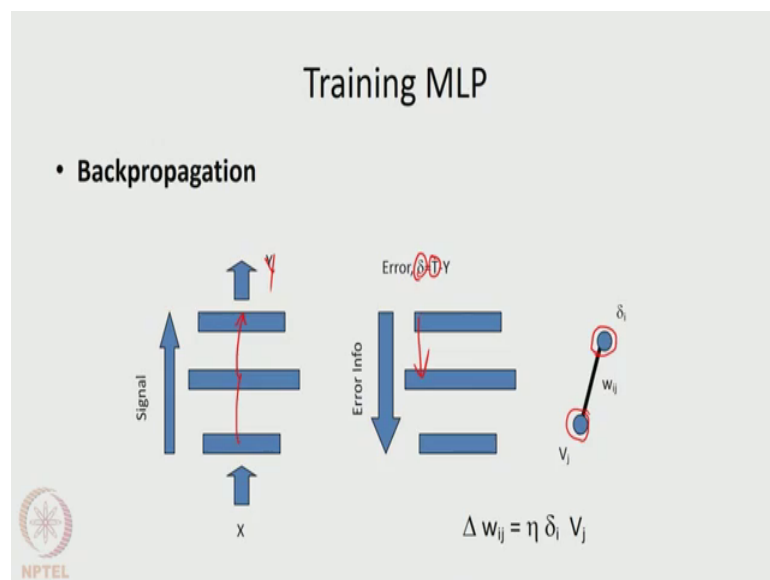 Training MLP
• Backpropagation
Y
Error, δ=T-Y
Signal
Error Info
δi
wij
Vj
X
Δ wij = η δi Vj
NPTEL